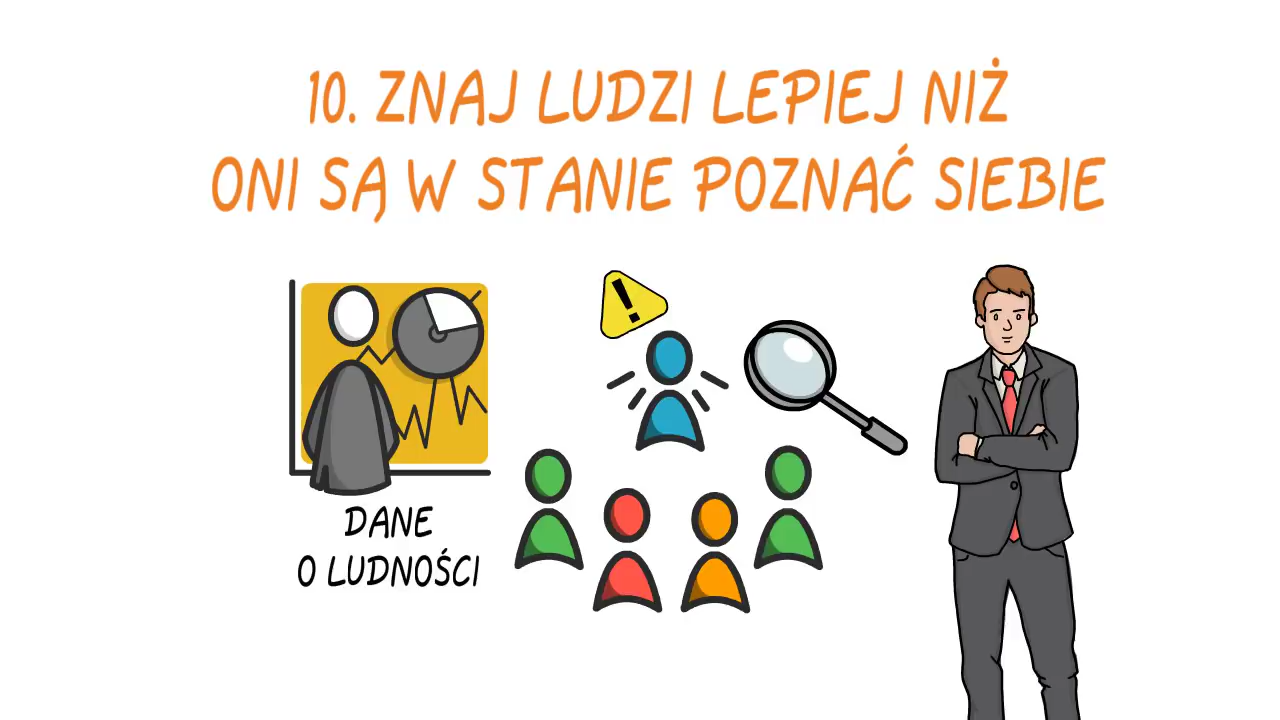 10. ZNAJ LUDZI LEPIEJ NIŻ
ONI SĄ W STANIE POZNAĆ SIEBIE
DANE
O LUDNOŚCI